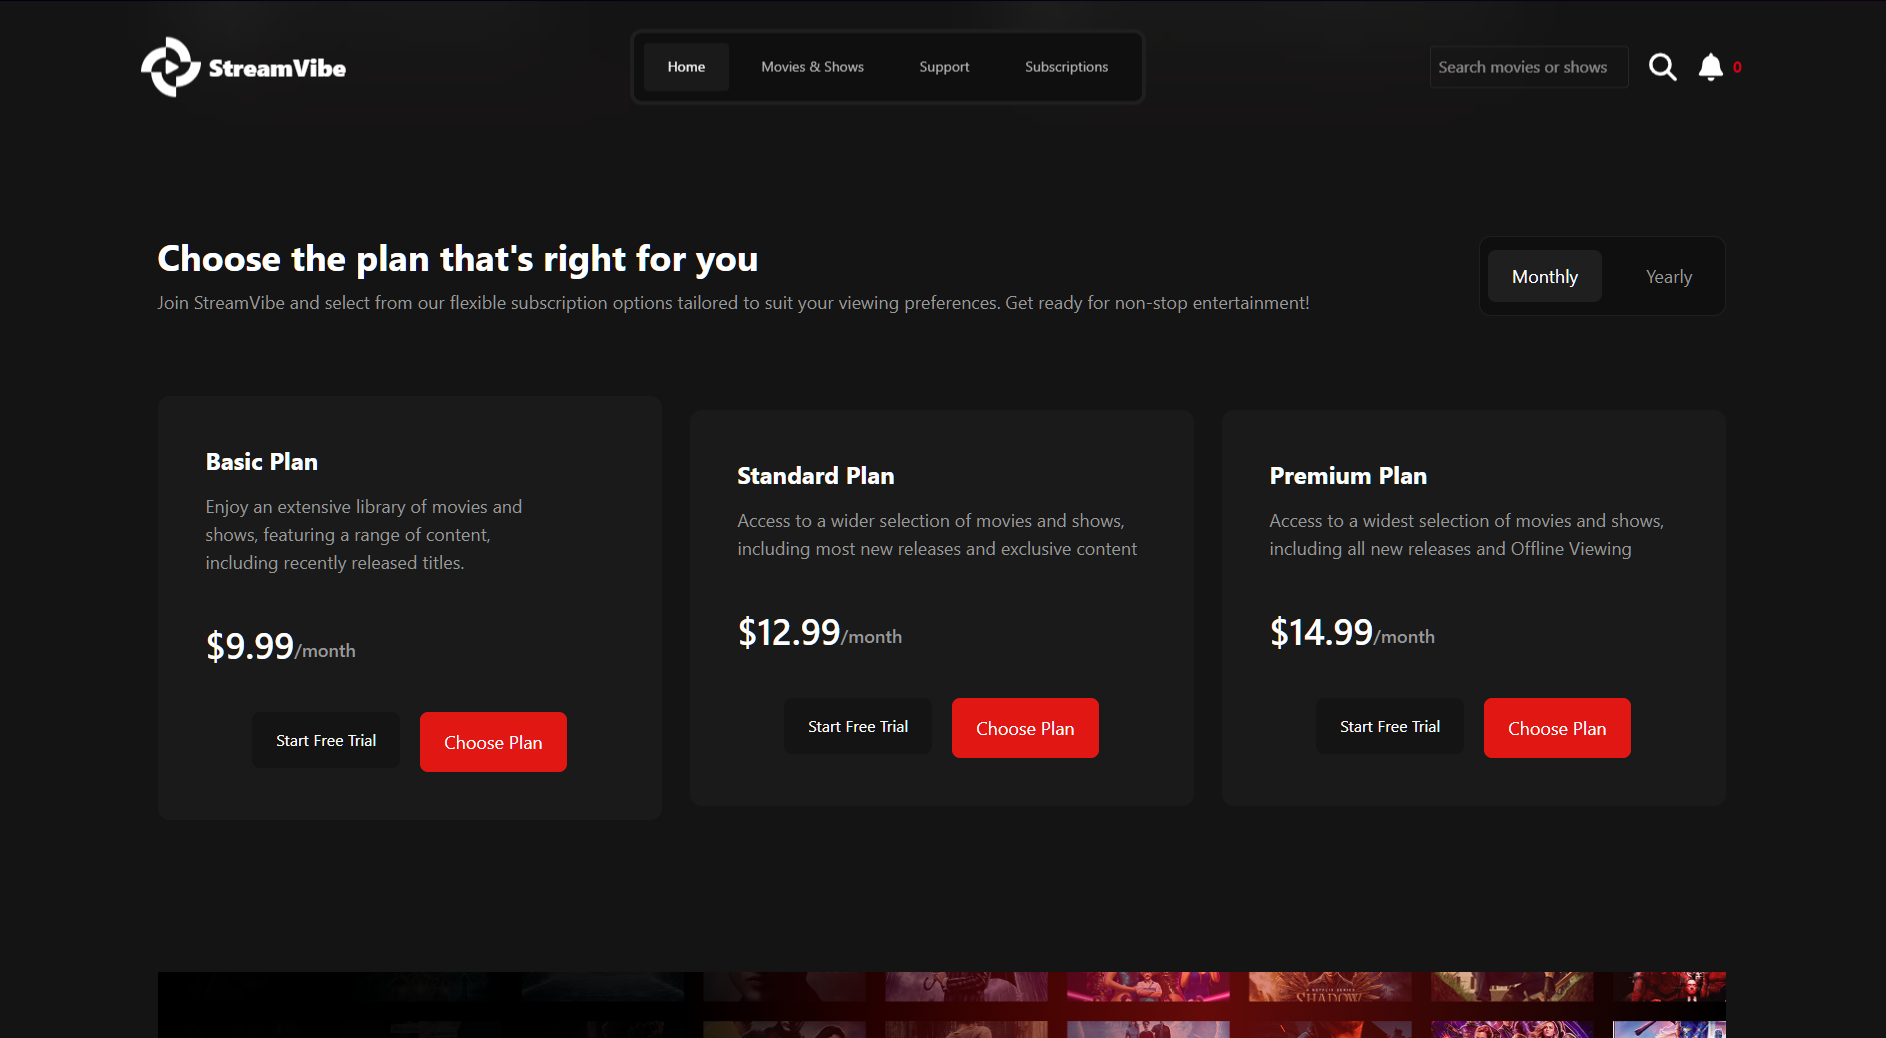 StreamVibe
Home
Movies & Shows
Support
Subscriptions
Search movies or shows
0
Choose the plan that's right for you
Join StreamVibe and select from our flexible subscription options tailored to suit your viewing preferences. Get ready for non-stop entertainment!
Monthly
Yearly
Basic Plan
Enjoy an extensive library of movies and
shows, featuring a range of content,
including recently released titles.
$9.99/month
Start Free Trial
Choose Plan
Standard Plan
Access to a wider selection of movies and shows,
including most new releases and exclusive content
$12.99/month
Start Free Trial
Choose Plan
Premium Plan
Access to a widest selection of movies and shows,
including all new releases and Offline Viewing
$14.99/month
Start Free Trial
Choose Plan
A NETFLIX SERIES
SHADOW